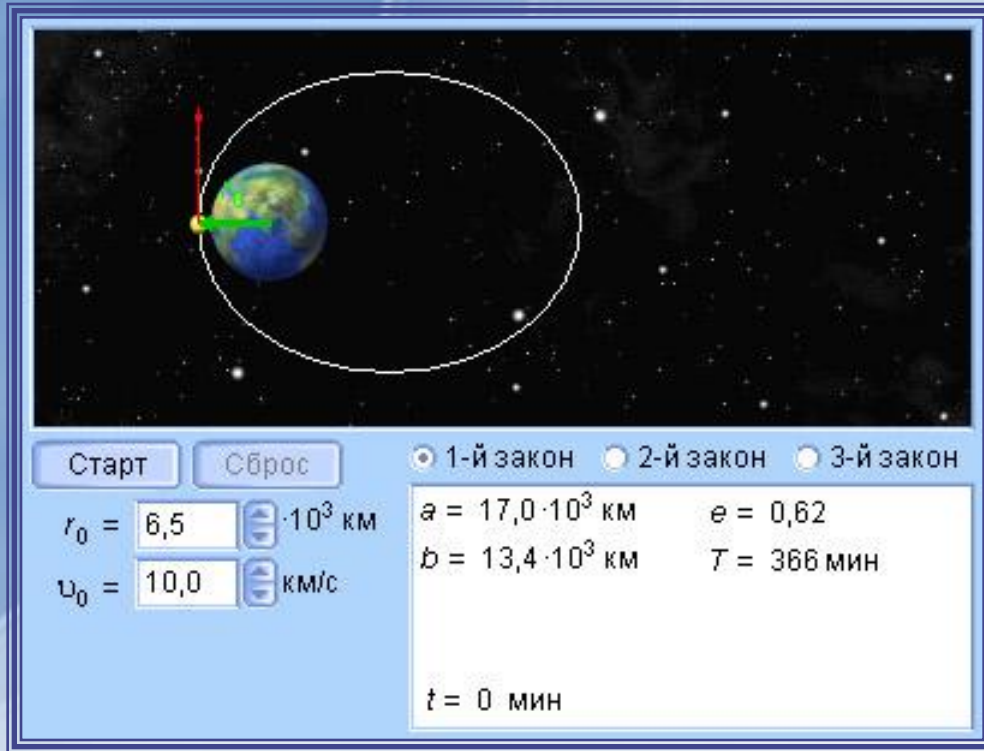 Старт Сброс
1-й закон 2-й закон 3-й закон
r₀ = 6,5 ·10³ км
υ₀ = 10,0 км/с
a = 17,0·10³ км e = 0,62
b = 13,4·10³ км T = 366 мин
t = 0 мин